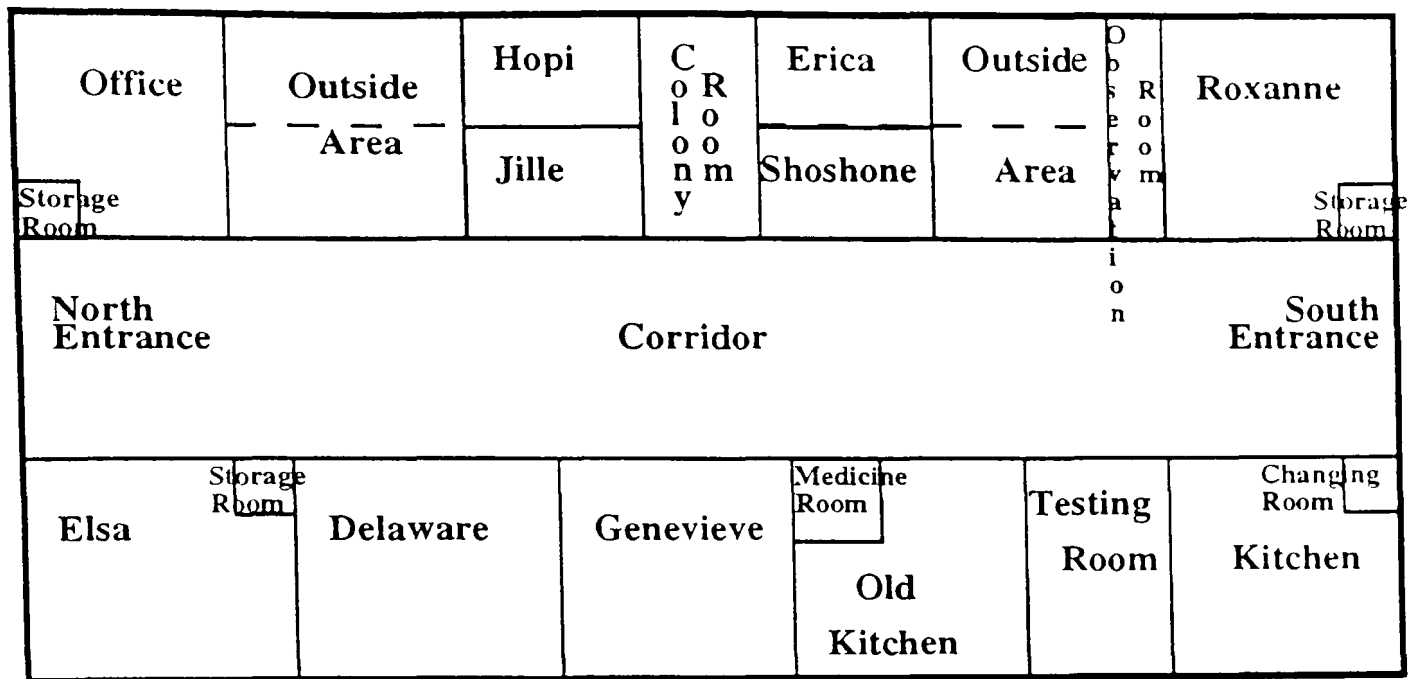 Office
Outside
Area
Hopi
Jille
Colony
Room
Erica
Shoshone
Outside
Area
Observation
Room
Roxanne
Storage
Room
Storage
Room
North
Entrance
Corridor
South
Entrance
Elsa
Storage
Room
Delaware
Genevieve
Medicine
Room
Old
Kitchen
Testing
Room
Changing
Room
Kitchen